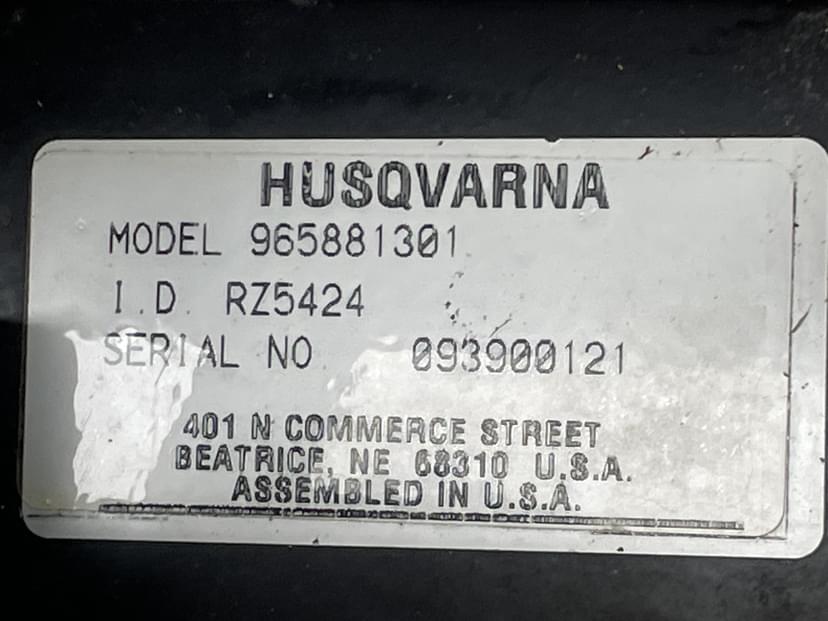 HUSQVARNA
MODEL 965881301
I.D. RZ5424
SERIAL NO 093900121
401 N COMMERCE STREET
BEATRICE, NE 68310 U.S.A.
ASSEMBLED IN U.S.A.